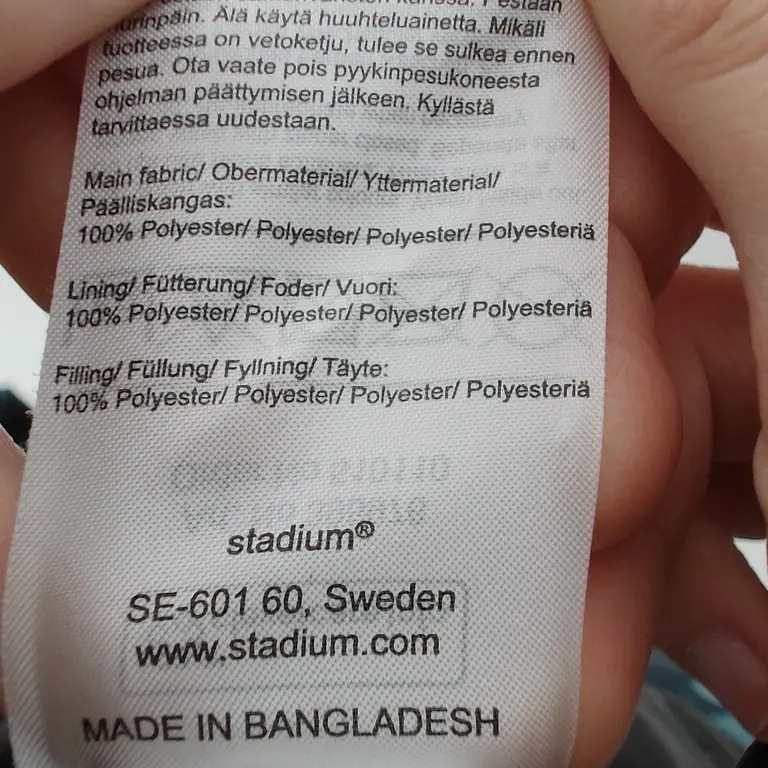 nurinpäin. Älä käytä huuhteluainetta. Mikäli
tuotteessa on vetoketju, tulee se sulkea ennen
pesua. Ota vaate pois pyykinpesukoneesta
ohjelman päättymisen jälkeen. Kyllästä
tarvittaessa uudestaan.
Main fabric/ Obermaterial/ Yttermaterial/
Päälliskangas:
100% Polyester/ Polyester/ Polyester/ Polyesteriä
Lining/ Fütterung/ Foder/ Vuori:
100% Polyester/ Polyester/ Polyester/ Polyesteriä
Filling/ Füllung/ Fyllning/ Täyte:
100% Polyester/ Polyester/ Polyester/ Polyesteriä
stadium®
SE-601 60, Sweden
www.stadium.com
MADE IN BANGLADESH